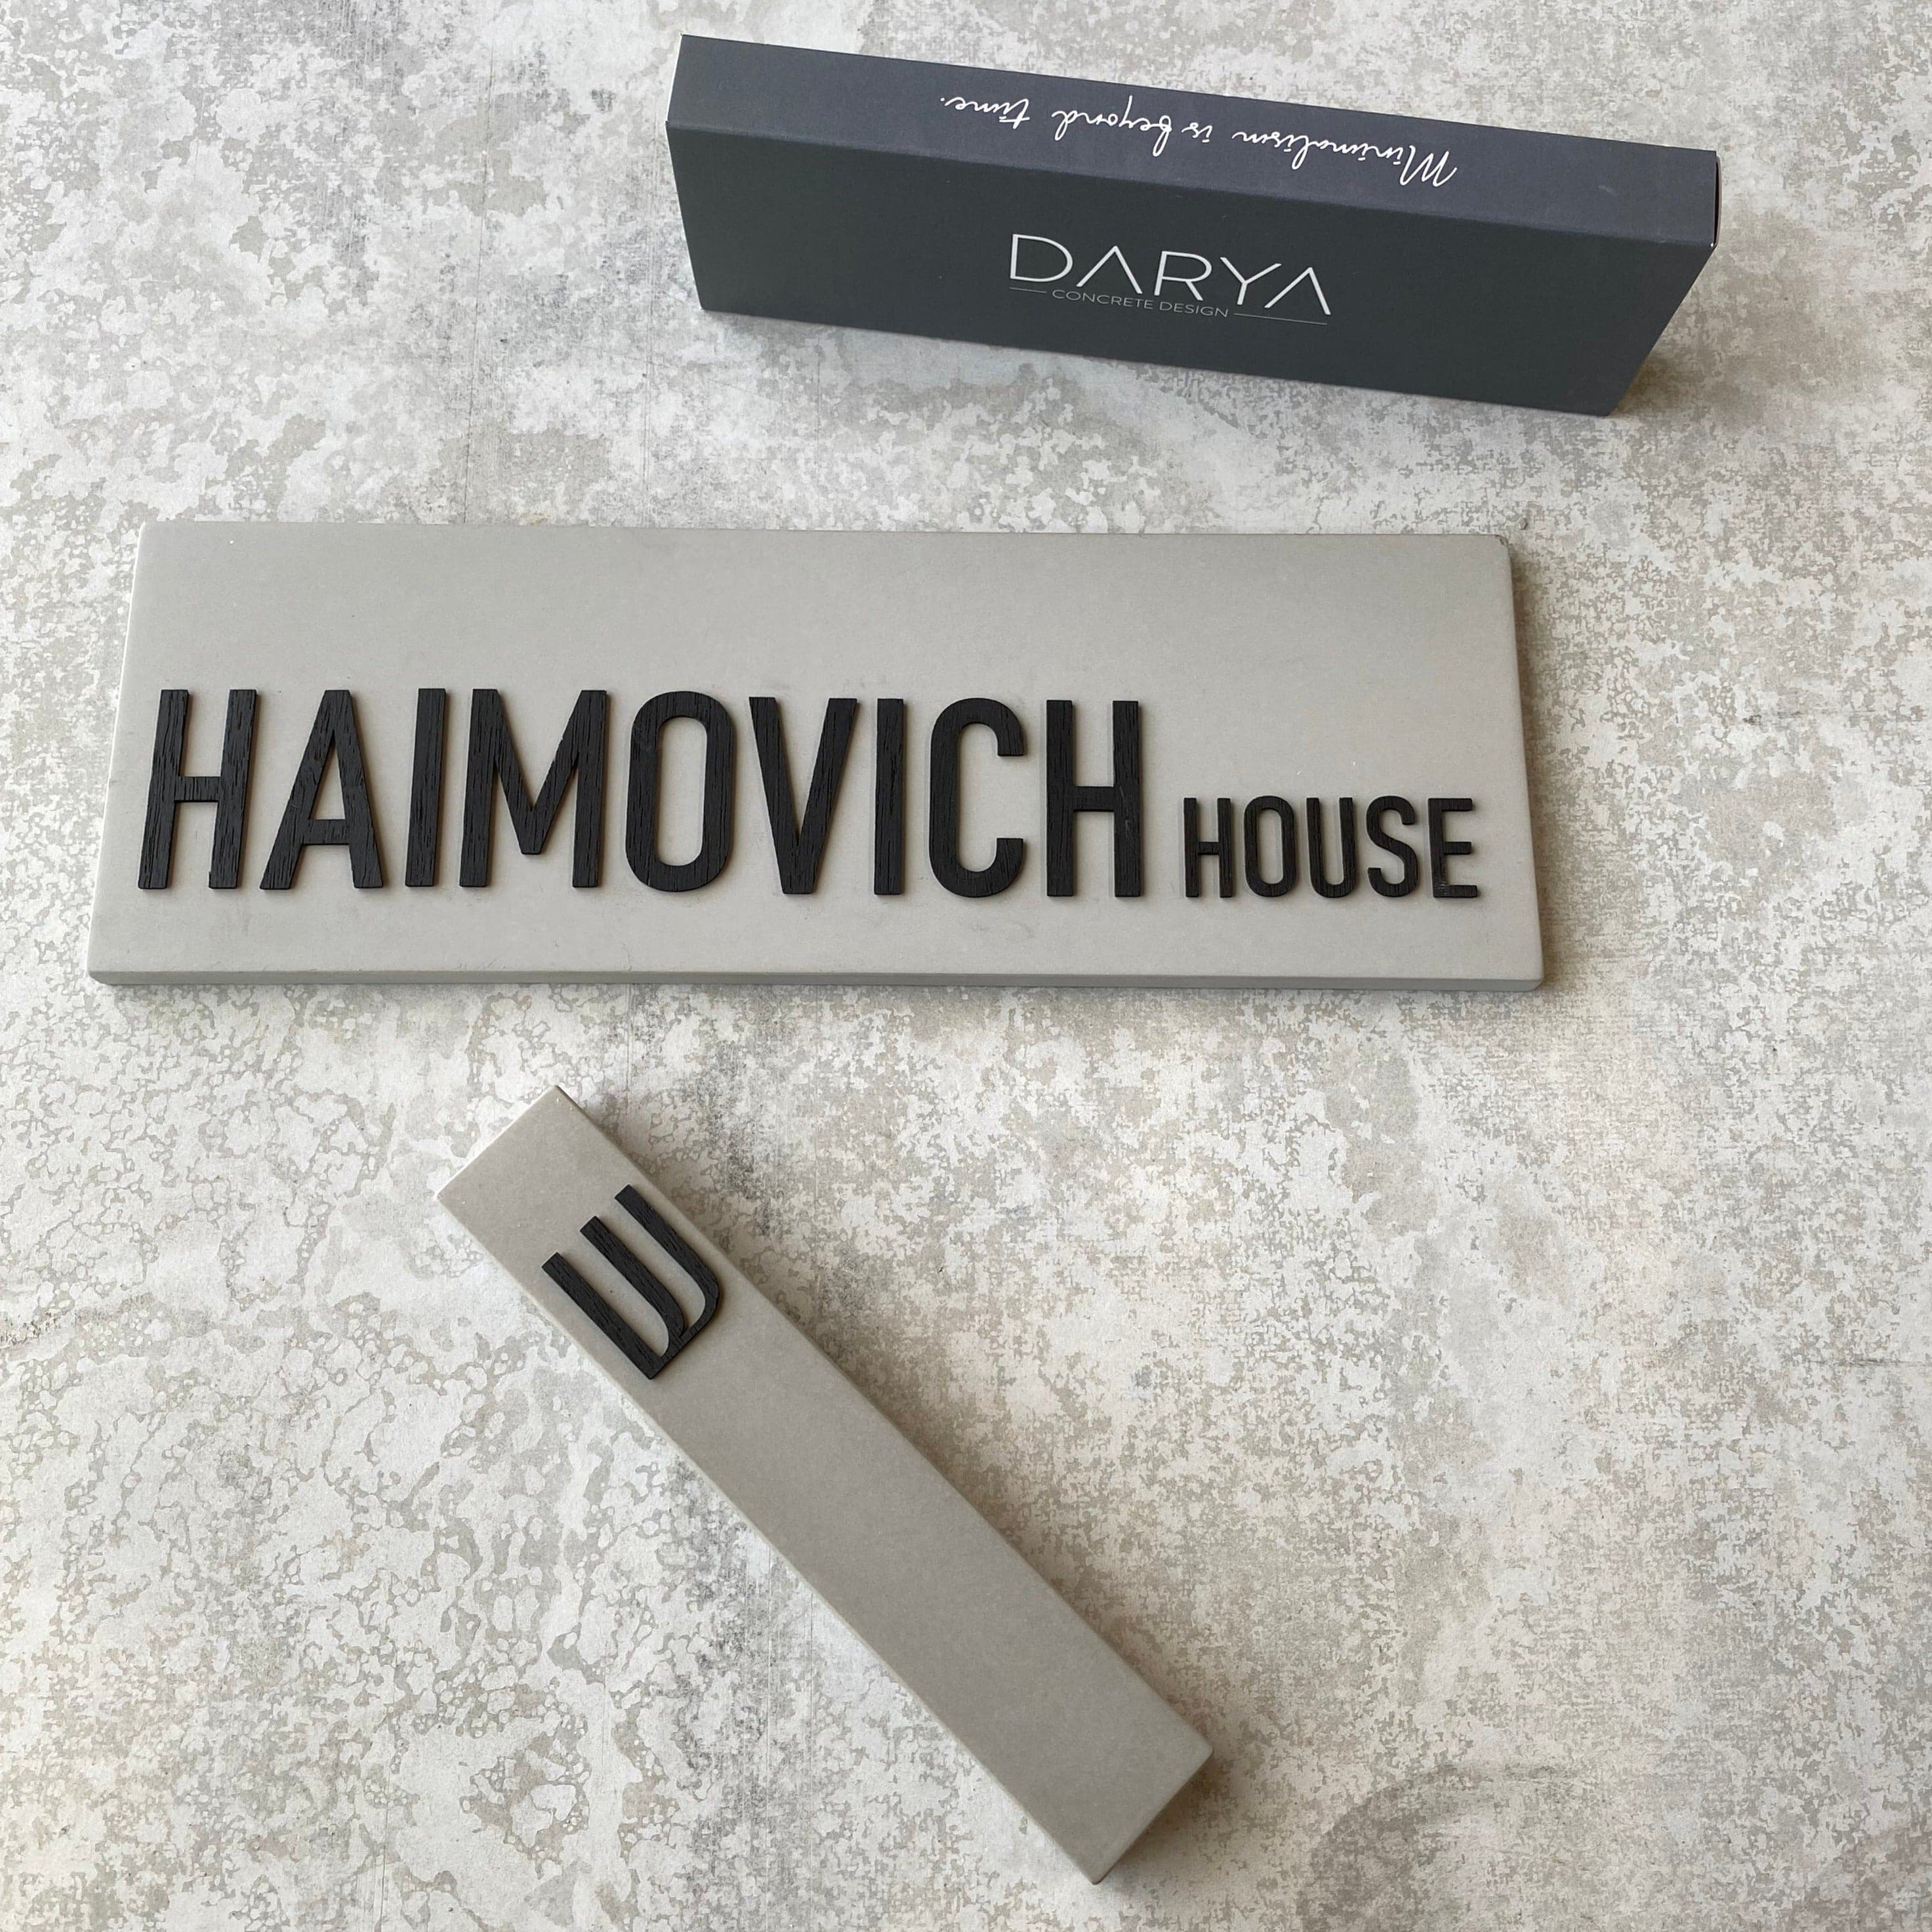 Minimalism is beyond time.
DARYA
CONCRETE DESIGN
HAIMOVICH HOUSE
ש